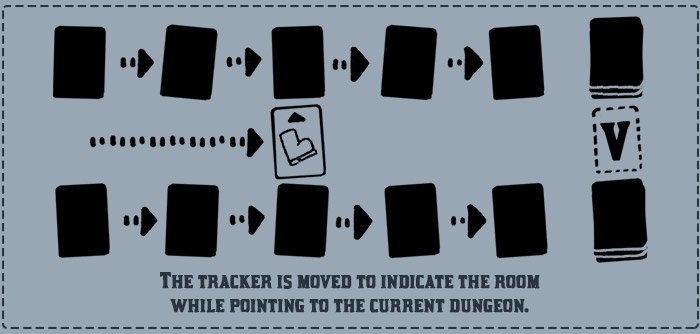 V
The tracker is moved to indicate the room
while pointing to the current dungeon.